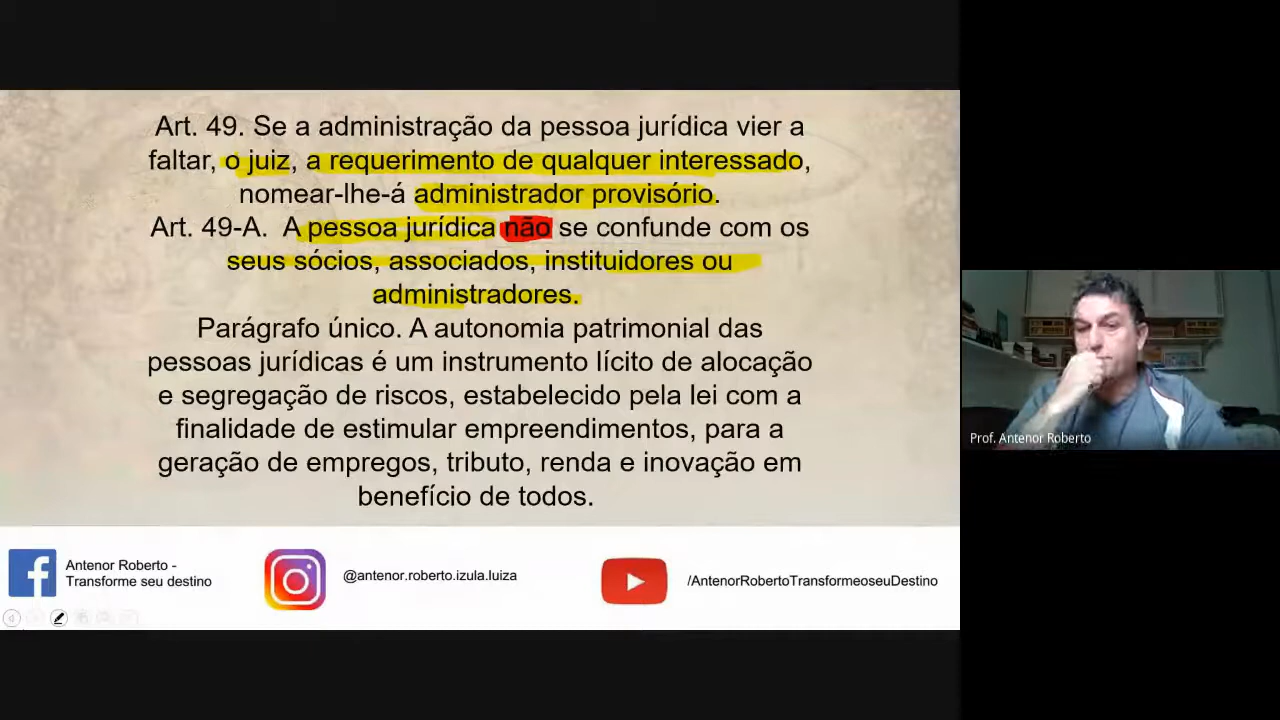 Art. 49. Se a administração da pessoa jurídica vier a
faltar, o juiz, a requerimento de qualquer interessado,
nomear-lhe-á administrador provisório.
Art. 49-A. A pessoa jurídica não se confunde com os
seus sócios, associados, instituidores ou
administradores.
Parágrafo único. A autonomia patrimonial das
pessoas jurídicas é um instrumento lícito de alocação
e segregação de riscos, estabelecido pela lei com a
finalidade de estimular empreendimentos, para a
geração de empregos, tributo, renda e inovação em
benefício de todos.
Antenor Roberto -
Transforme seu destino
@antenor.roberto.izula.luiza
/AntenorRobertoTransformeoseuDestino
Prof. Antenor Roberto